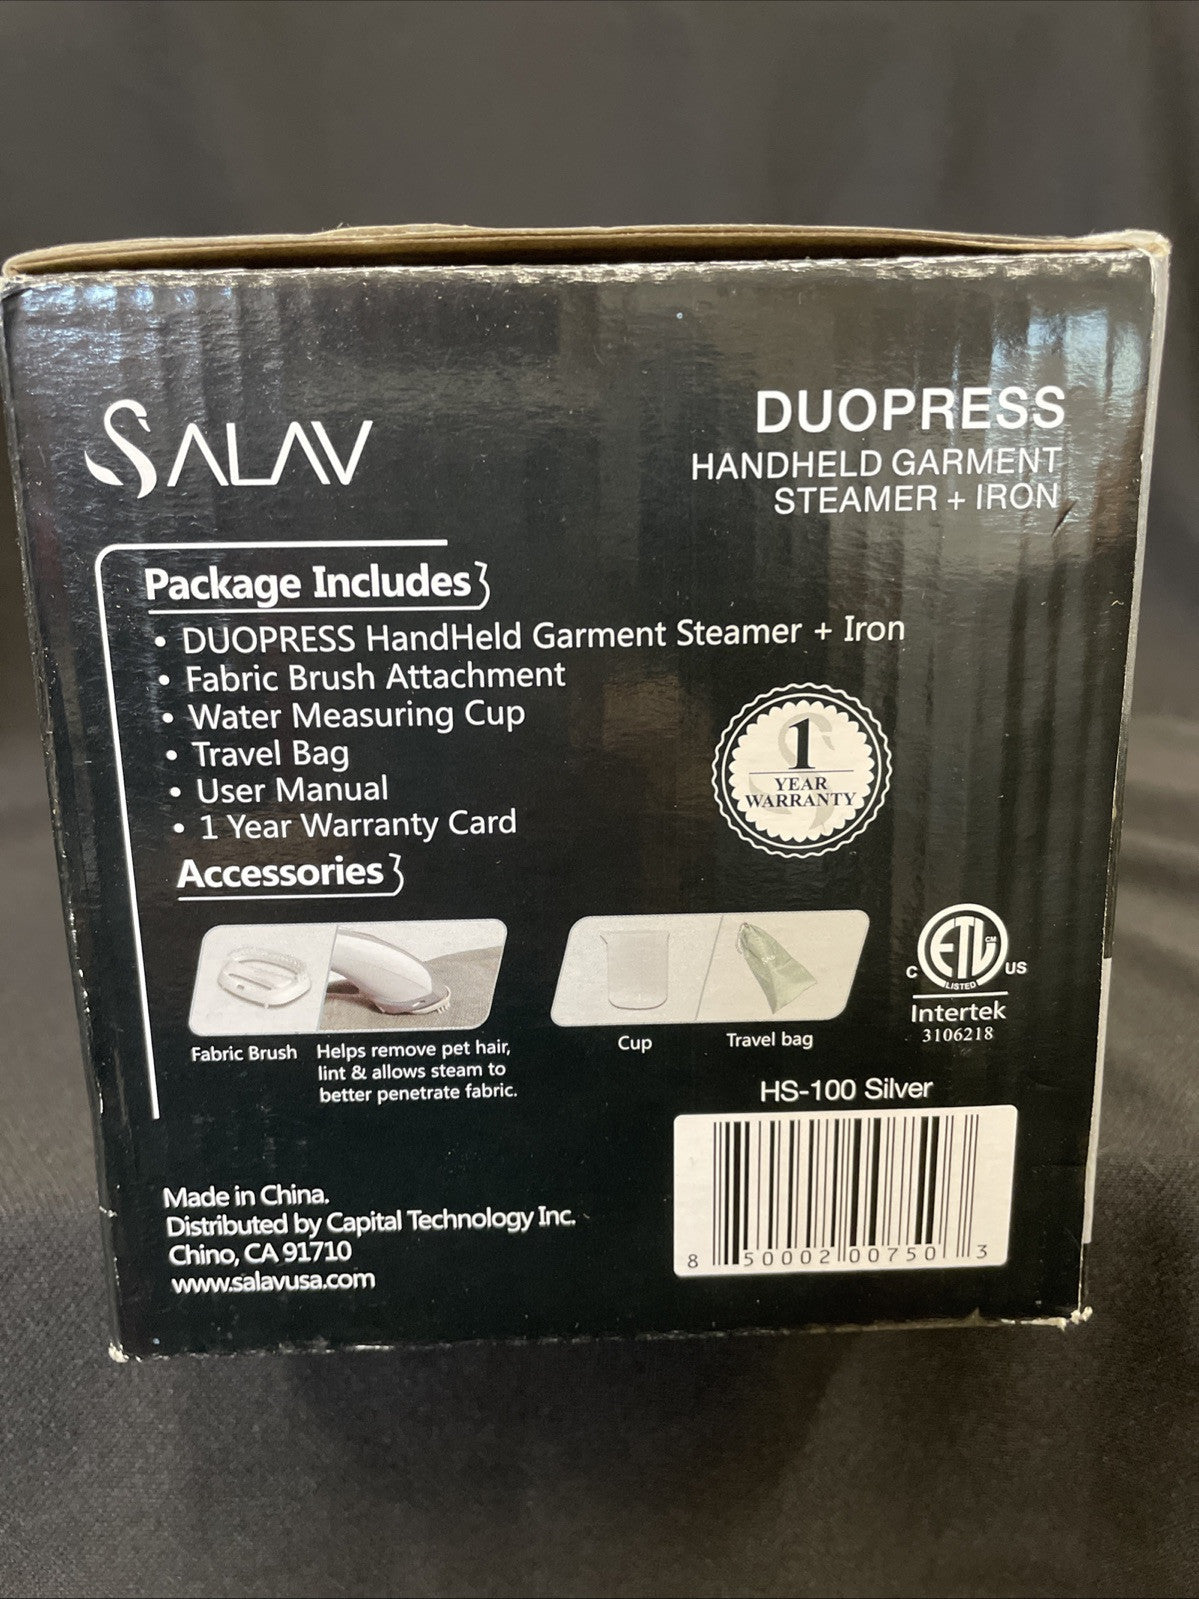 SALAV
DUOPRESS
HANDHELD GARMENT
STEAMER + IRON
Package Includes
• DUOPRESS HandHeld Garment Steamer + Iron
• Fabric Brush Attachment
• Water Measuring Cup
• Travel Bag
• User Manual
• 1 Year Warranty Card
1
YEAR
WARRANTY
Accessories
Fabric Brush
Helps remove pet hair,
lint & allows steam to
better penetrate fabric.
Cup
Travel bag
ETL CM
LISTED
C US
Intertek
3106218
HS-100 Silver
8 50002 00750 3
Made in China.
Distributed by Capital Technology Inc.
Chino, CA 91710
www.salavusa.com